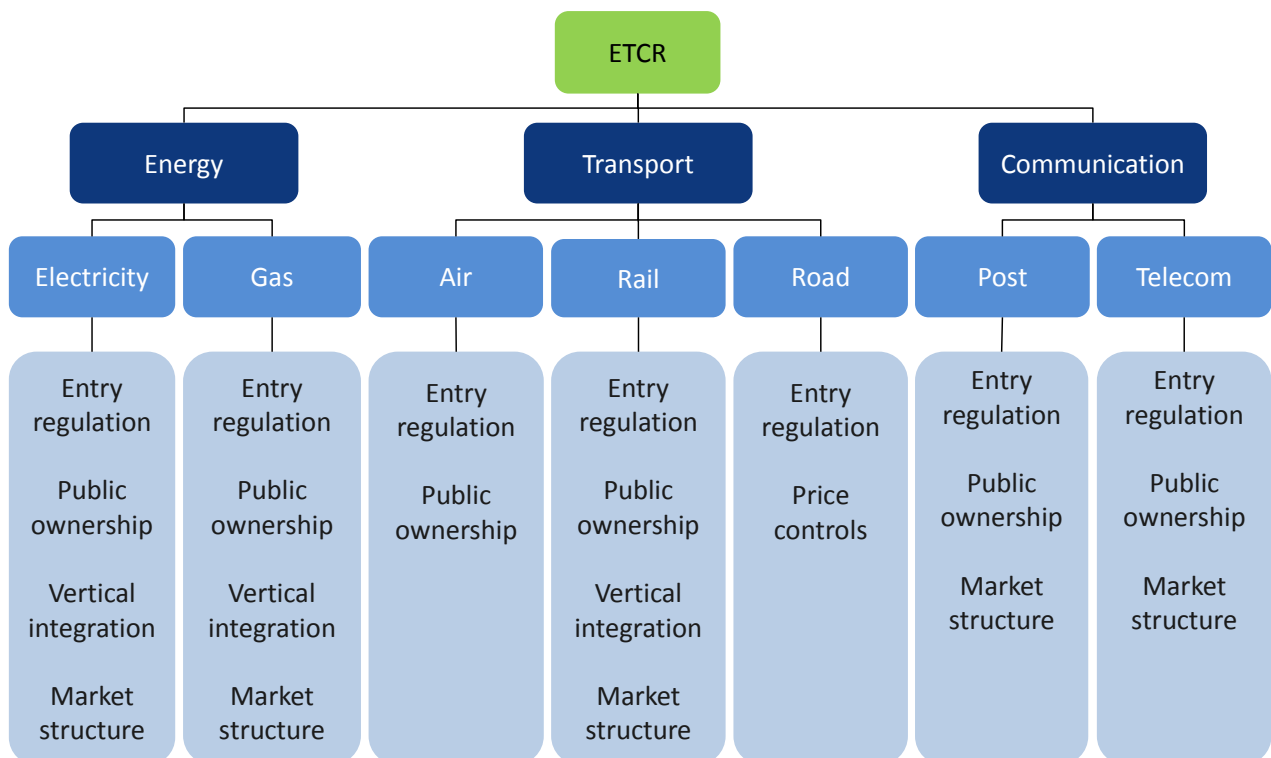 ETCR
Energy
Transport
Communication
Electricity
Gas
Air
Rail
Road
Post
Telecom
Entry
regulation
Public
ownership
Vertical
integration
Market
structure
Entry
regulation
Public
ownership
Vertical
integration
Market
structure
Entry
regulation
Public
ownership
Entry
regulation
Public
ownership
Vertical
integration
Market
structure
Entry
regulation
Price
controls
Entry
regulation
Public
ownership
Market
structure
Entry
regulation
Public
ownership
Market
structure